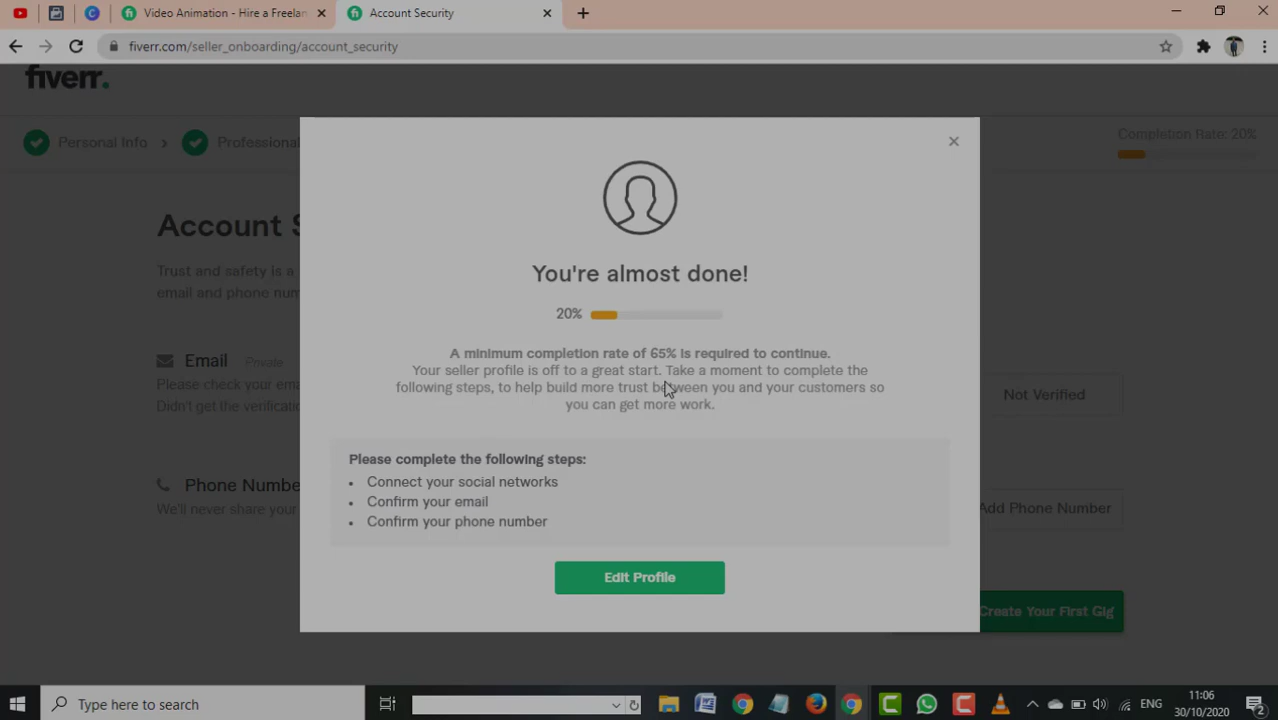 Video Animation - Hire a Freelan
Account Security
fiverr.com/seller_onboarding/account_security
fiverr.
Personal Info
Professional
Completion Rate: 20%
Account S
Trust and safety is a
email and phone num
Email Private
Please check your ema
Didn't get the verificatio
Not Verified
Phone Numbe
We'll never share your
Add Phone Number
Create Your First Gig
You're almost done!
20%
A minimum completion rate of 65% is required to continue.
Your seller profile is off to a great start. Take a moment to complete the
following steps, to help build more trust between you and your customers so
you can get more work.
Please complete the following steps:
• Connect your social networks
• Confirm your email
• Confirm your phone number
Edit Profile
Type here to search
ENG
11:06
30/10/2020
2